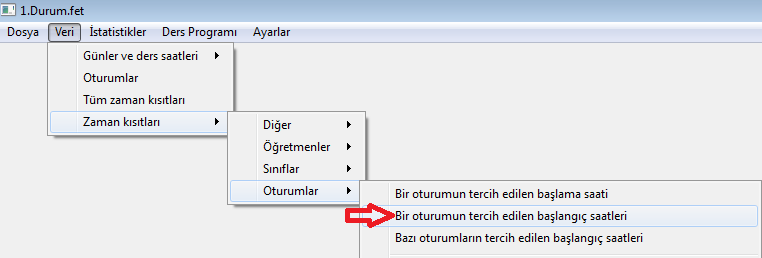 1.Durum.fet
Dosya Veri İstatistikler Ders Programı Ayarlar
Günler ve ders saatleri
Oturumlar
Tüm zaman kısıtları
Zaman kısıtları
Diğer
Öğretmenler
Sınıflar
Oturumlar
Bir oturumun tercih edilen başlama saati
Bir oturumun tercih edilen başlangıç saatleri
Bazı oturumların tercih edilen başlangıç saatleri